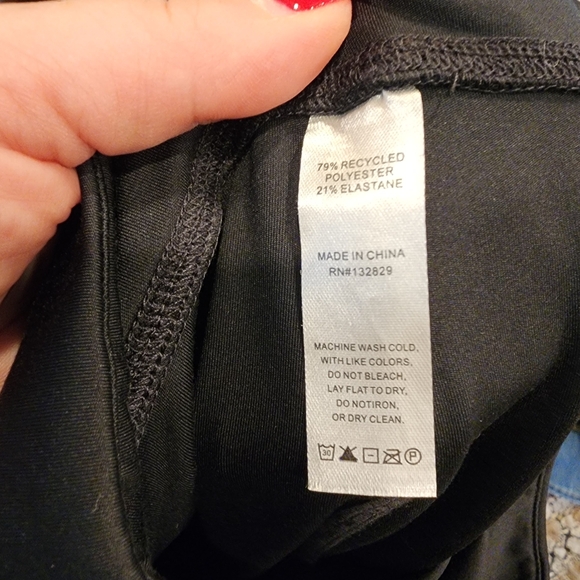 79% RECYCLED
POLYESTER
21% ELASTANE
MADE IN CHINA
RN#132829
MACHINE WASH COLD,
WITH LIKE COLORS,
DO NOT BLEACH,
LAY FLAT TO DRY,
DO NOTIRON,
OR DRY CLEAN.
30 P